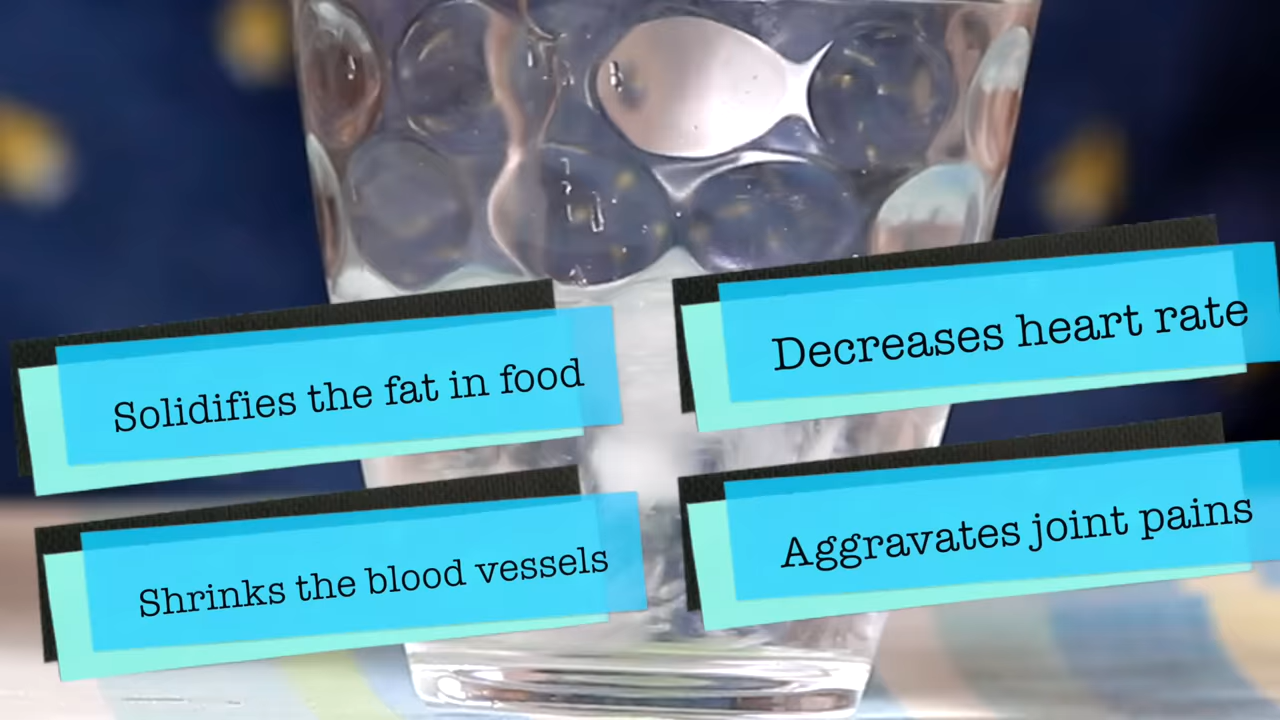 Solidifies the fat in food
Decreases heart rate
Shrinks the blood vessels
Aggravates joint pains